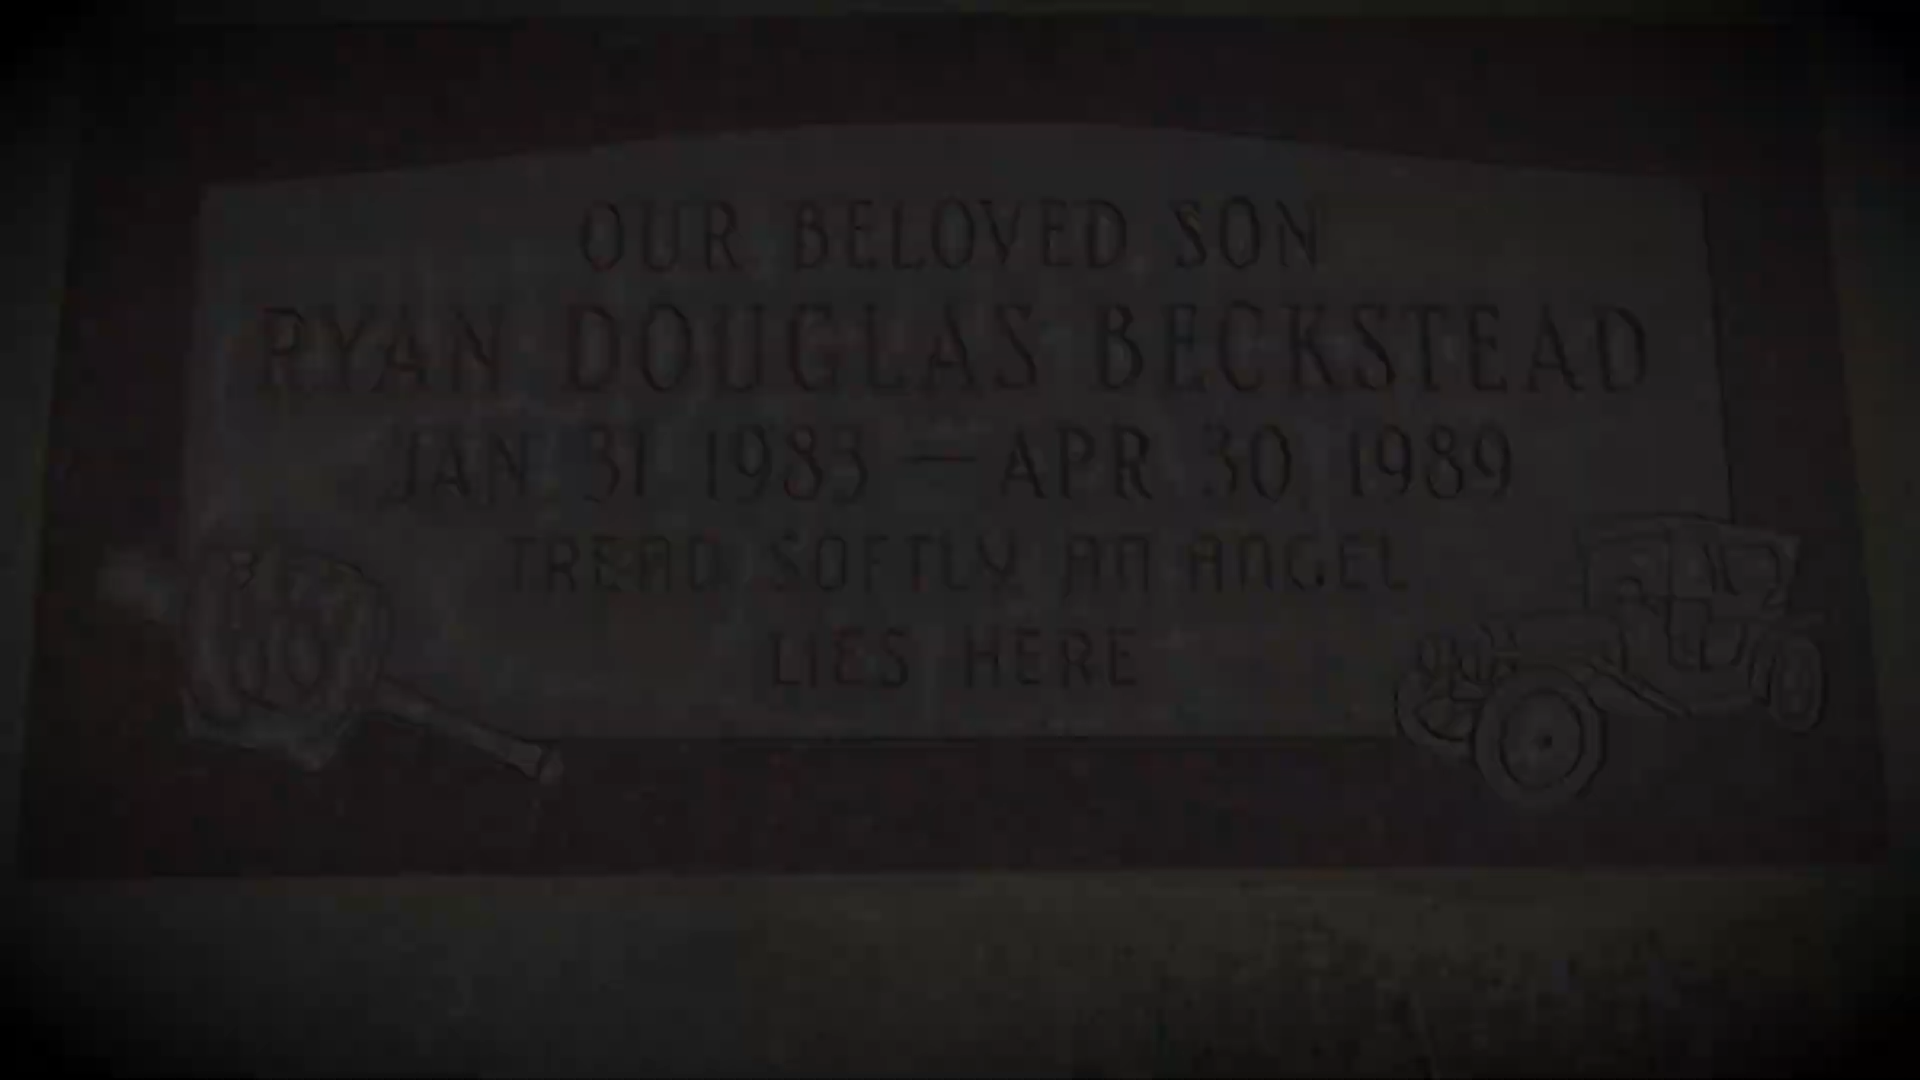 OUR BELOVED SON
RYAN DOUGLAS BECKSTEAD
JAN 31 1983 — APR 30 1989
TREAD SOFTLY AN ANGEL
LIES HERE